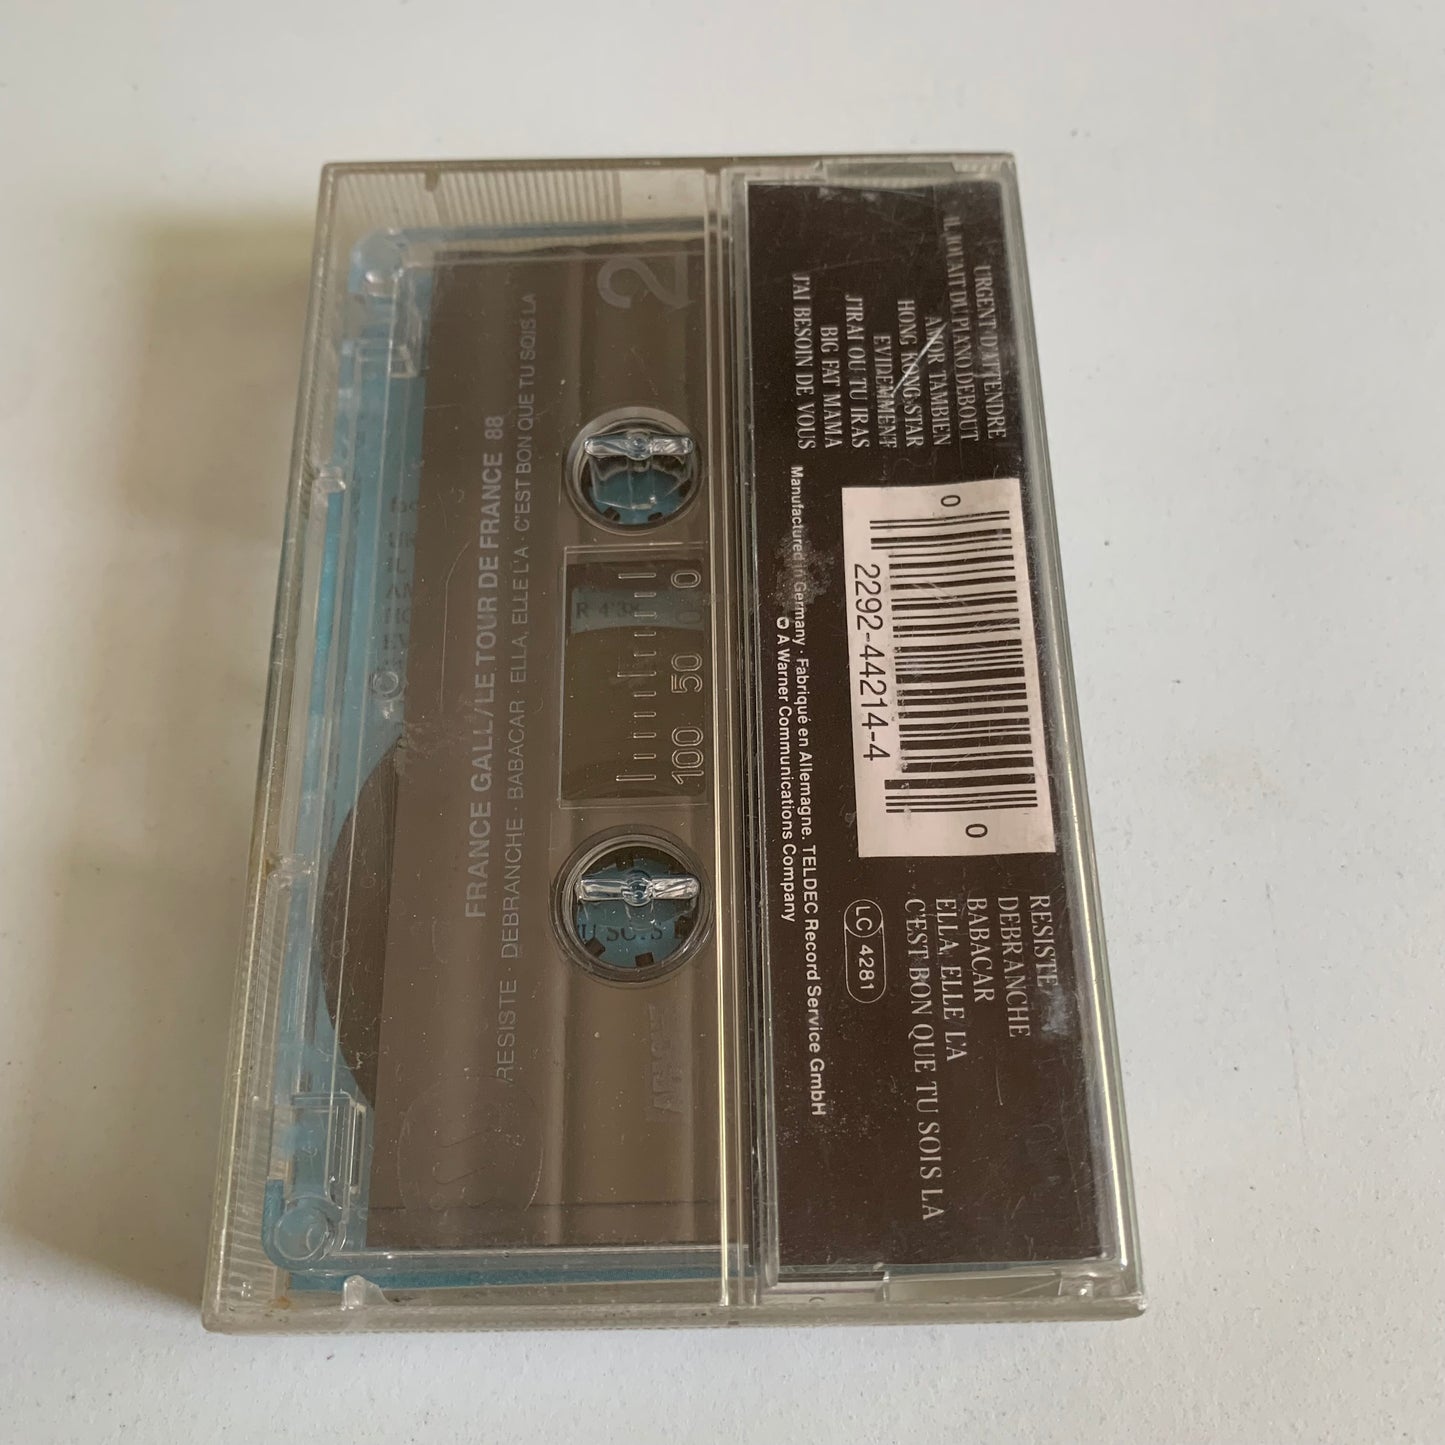 2
FRANCE GALL/LE TOUR DE FRANCE 88
RESISTE · DEBRANCHE · BABACAR · ELLA, ELLE L'A · C'EST BON QUE TU SOIS LA
0
50
100
R 4'38
URGENT D'ATTENDRE
IL JOUAIT DU PIANO DEBOUT
AMOR TAMBIEN
HONG KONG STAR
EVIDEMMENT
J'IRAI OU TU IRAS
BIG FAT MAMA
J'AI BESOIN DE VOUS
0
2292-44214-4
0
Manufactured in Germany · Fabriqué en Allemagne. TELDEC Record Service GmbH
A Warner Communications Company
LC 4281
RESISTE
DEBRANCHE
BABACAR
ELLA, ELLE L'A
C'EST BON QUE TU SOIS LA